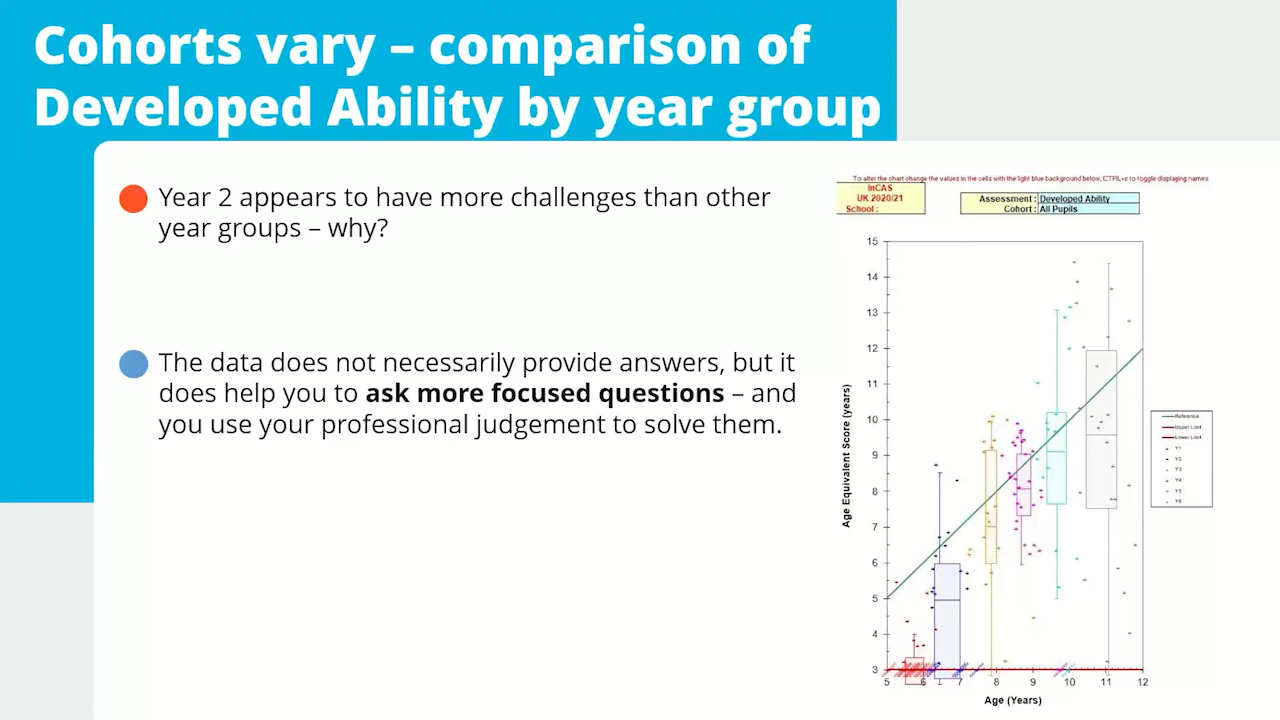 Cohorts vary – comparison of
Developed Ability by year group
Year 2 appears to have more challenges than other
year groups – why?
The data does not necessarily provide answers, but it
does help you to ask more focused questions – and
you use your professional judgement to solve them.
To alter the chart change the values in the cells with the light blue background below, CTRL+s to toggle displaying names
InCAS
UK 2020/21
School :
Assessment : Developed Ability
Cohort : All Pupils
15
14
13
12
11
10
9
8
7
6
5
4
3
Age Equivalent Score (years)
5 6 7 8 9 10 11 12
Age (Years)
Reference
Upper Limit
Lower Limit
Y1
Y2
Y3
Y4
Y5
Y6